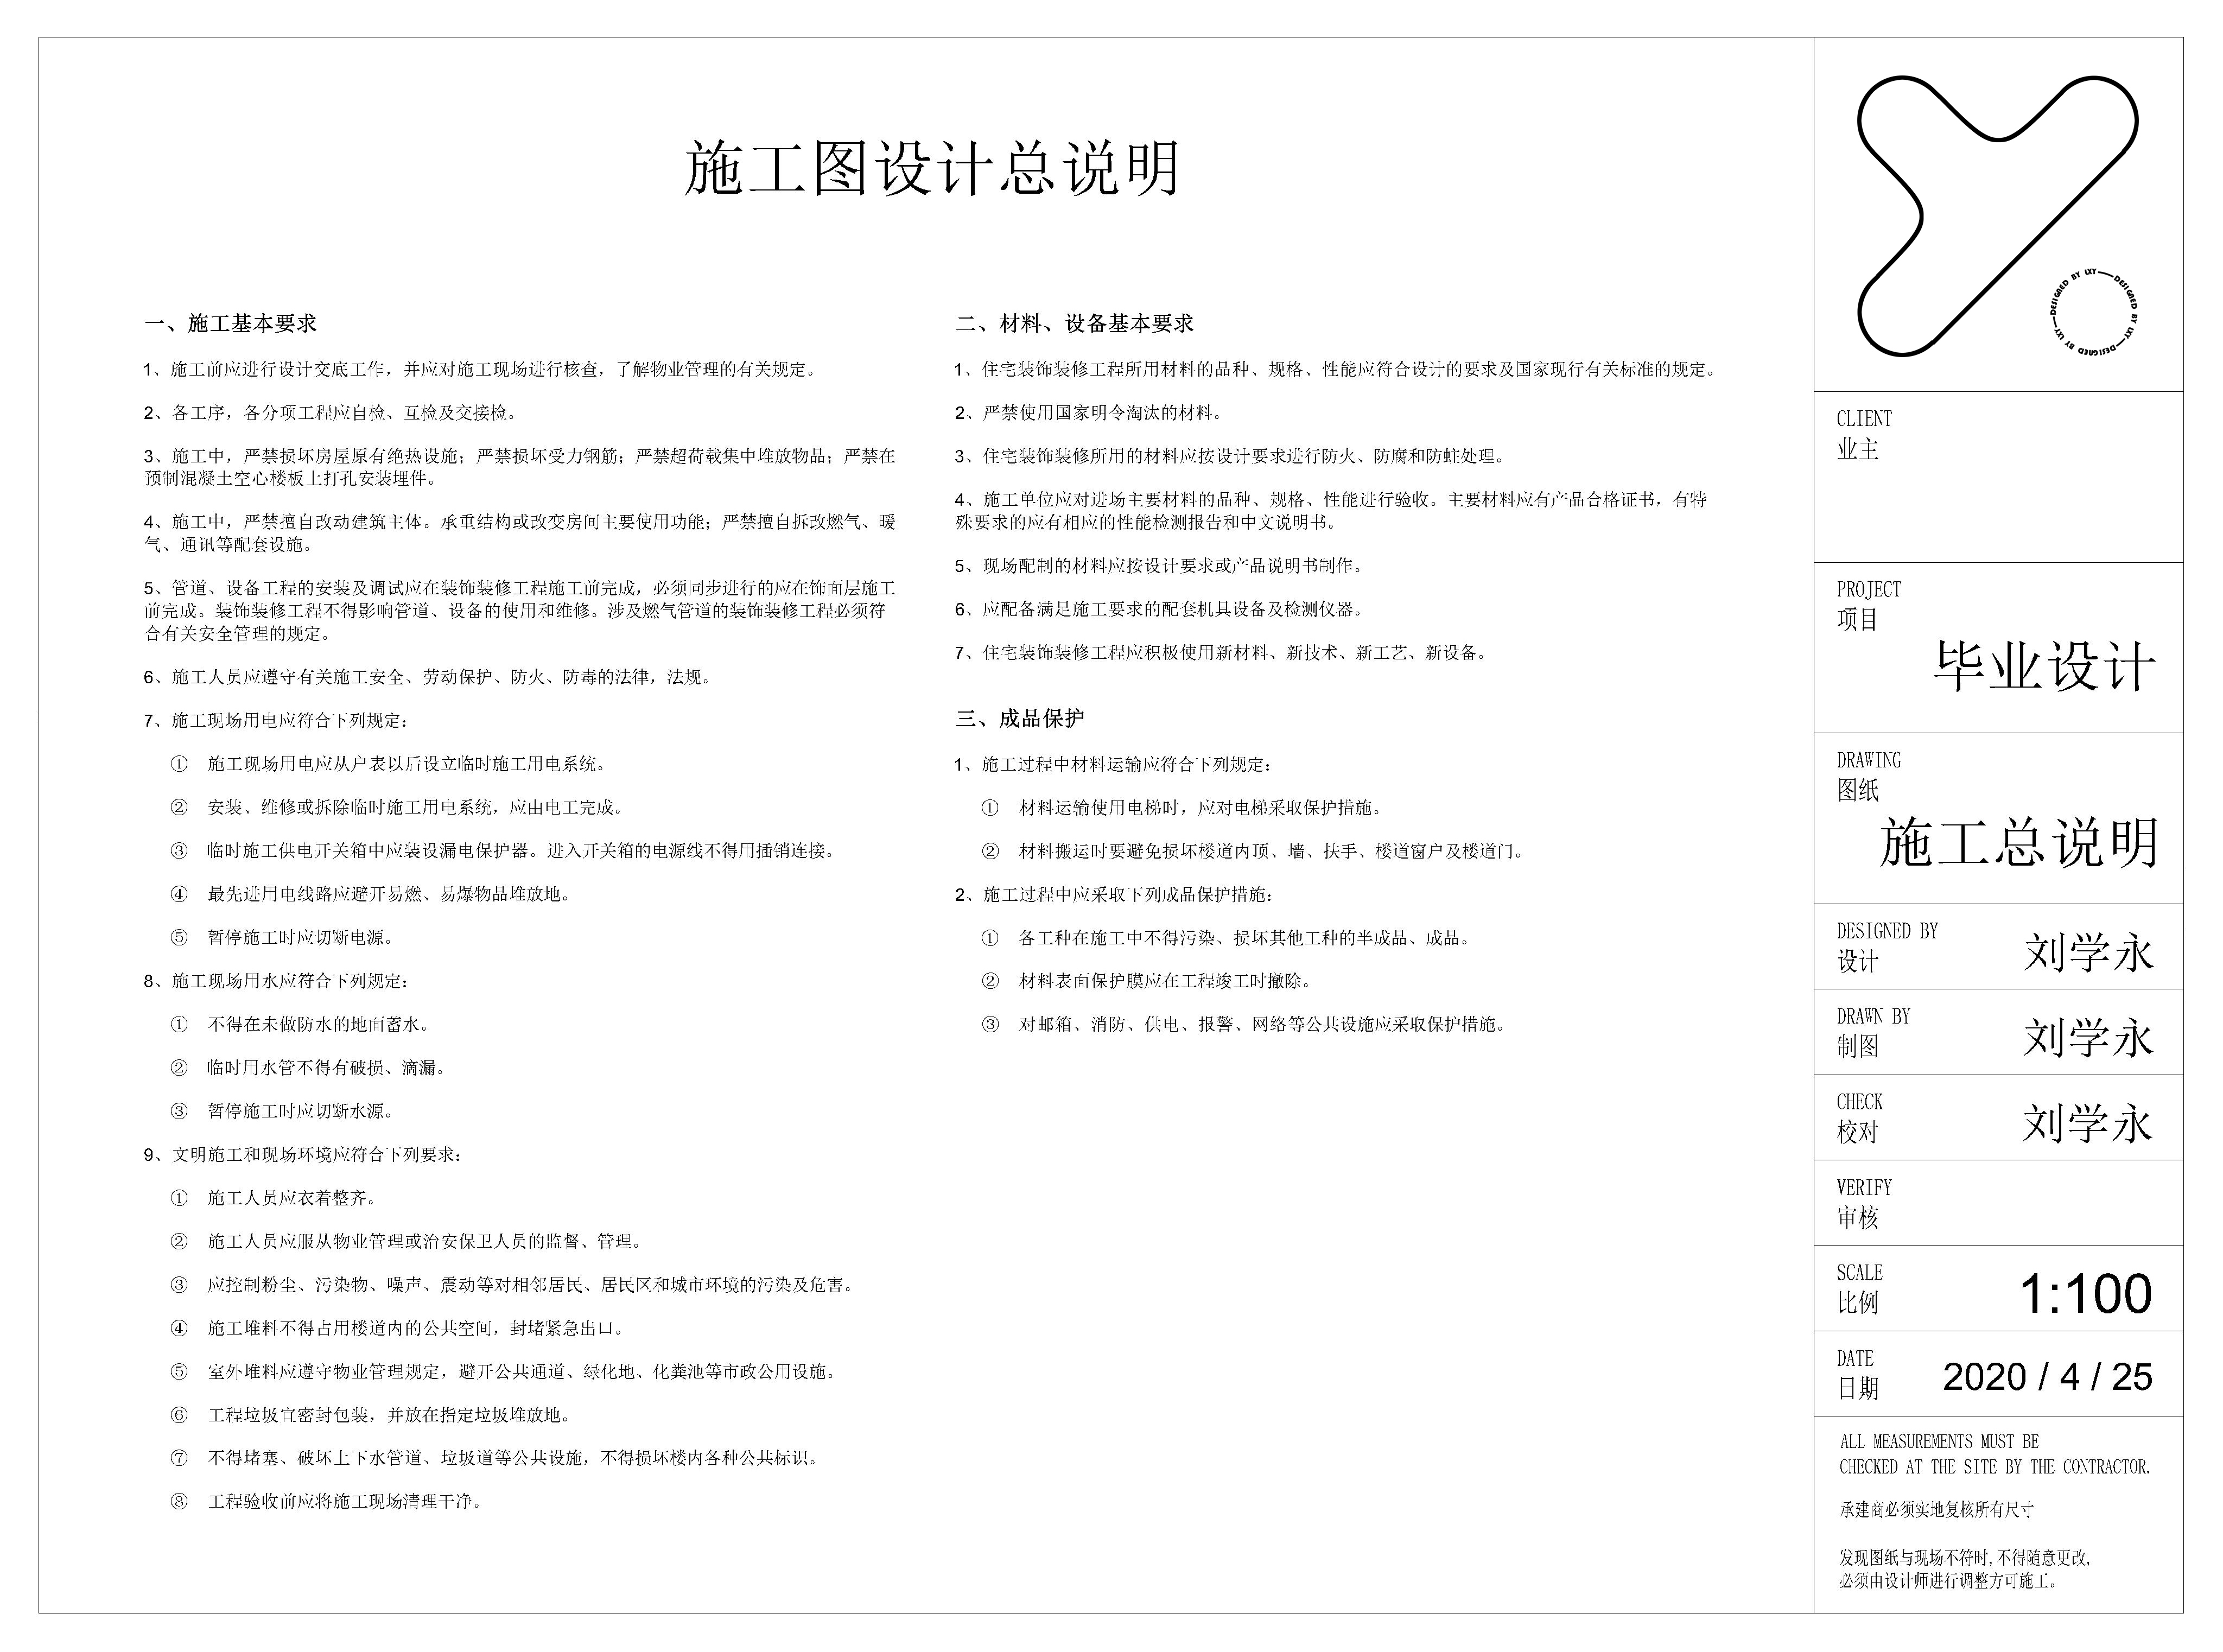 施工图设计总说明
一、施工基本要求
1、施工前应进行设计交底工作，并应对施工现场进行核查，了解物业管理的有关规定。
2、各工序，各分项工程应自检、互检及交接检。
3、施工中，严禁损坏房屋原有绝热设施；严禁损坏受力钢筋；严禁超荷载集中堆放物品；严禁在
预制混凝土空心楼板上打孔安装埋件。
4、施工中，严禁擅自改动建筑主体。承重结构或改变房间主要使用功能；严禁擅自拆改燃气、暖
气、通讯等配套设施。
5、管道、设备工程的安装及调试应在装饰装修工程施工前完成，必须同步进行的应在饰面层施工
前完成。装饰装修工程不得影响管道、设备的使用和维修。涉及燃气管道的装饰装修工程必须符
合有关安全管理的规定。
6、施工人员应遵守有关施工安全、劳动保护、防火、防毒的法律，法规。
7、施工现场用电应符合下列规定：
① 施工现场用电应从户表以后设立临时施工用电系统。
② 安装、维修或拆除临时施工用电系统，应由电工完成。
③ 临时施工供电开关箱中应装设漏电保护器。进入开关箱的电源线不得用插销连接。
④ 最先进用电线路应避开易燃、易爆物品堆放地。
⑤ 暂停施工时应切断电源。
8、施工现场用水应符合下列规定：
① 不得在未做防水的地面蓄水。
② 临时用水管不得有破损、滴漏。
③ 暂停施工时应切断水源。
9、文明施工和现场环境应符合下列要求：
① 施工人员应衣着整齐。
② 施工人员应服从物业管理或治安保卫人员的监督、管理。
③ 应控制粉尘、污染物、噪声、震动等对相邻居民、居民区和城市环境的污染及危害。
④ 施工堆料不得占用楼道内的公共空间，封堵紧急出口。
⑤ 室外堆料应遵守物业管理规定，避开公共通道、绿化地、化粪池等市政公用设施。
⑥ 工程垃圾宜密封包装，并放在指定垃圾堆放地。
⑦ 不得堵塞、破坏上下水管道、垃圾道等公共设施，不得损坏楼内各种公共标识。
⑧ 工程验收前应将施工现场清理干净。
二、材料、设备基本要求
1、住宅装饰装修工程所用材料的品种、规格、性能应符合设计的要求及国家现行有关标准的规定。
2、严禁使用国家明令淘汰的材料。
3、住宅装饰装修所用的材料应按设计要求进行防火、防腐和防蛀处理。
4、施工单位应对进场主要材料的品种、规格、性能进行验收。主要材料应有产品合格证书，有特
殊要求的应有相应的性能检测报告和中文说明书。
5、现场配制的材料应按设计要求或产品说明书制作。
6、应配备满足施工要求的配套机具设备及检测仪器。
7、住宅装饰装修工程应积极使用新材料、新技术、新工艺、新设备。
三、成品保护
1、施工过程中材料运输应符合下列规定：
① 材料运输使用电梯时，应对电梯采取保护措施。
② 材料搬运时要避免损坏楼道内顶、墙、扶手、楼道窗户及楼道门。
2、施工过程中应采取下列成品保护措施：
① 各工种在施工中不得污染、损坏其他工种的半成品、成品。
② 材料表面保护膜应在工程竣工时撤除。
③ 对邮箱、消防、供电、报警、网络等公共设施应采取保护措施。
DESIGNED BY LXY—DESIGNED BY LXY—DESIGNED BY LXY—
CLIENT
业主
PROJECT
项目
毕业设计
DRAWING
图纸
施工总说明
DESIGNED BY
设计
刘学永
DRAWN BY
制图
刘学永
CHECK
校对
刘学永
VERIFY
审核
SCALE
比例
1:100
DATE
日期
2020 / 4 / 25
ALL MEASUREMENTS MUST BE
CHECKED AT THE SITE BY THE CONTRACTOR.
承建商必须实地复核所有尺寸
发现图纸与现场不符时,不得随意更改,
必须由设计师进行调整方可施工。